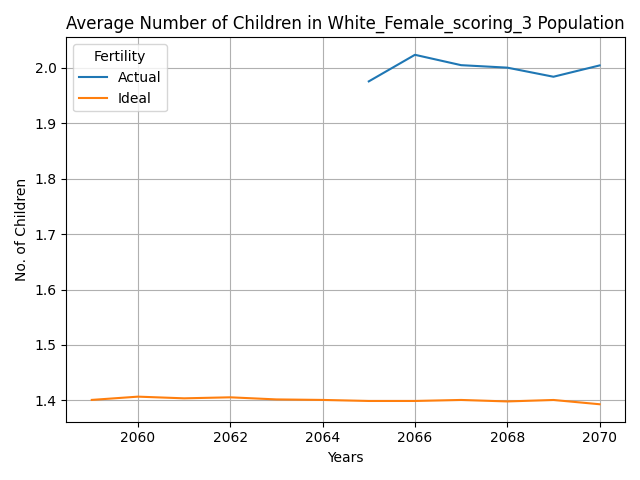 Average Number of Children in White_Female_scoring_3 Population
Fertility
Actual
Ideal
2.0
1.9
1.8
1.7
1.6
1.5
1.4
No. of Children
2060 2062 2064 2066 2068 2070
Years